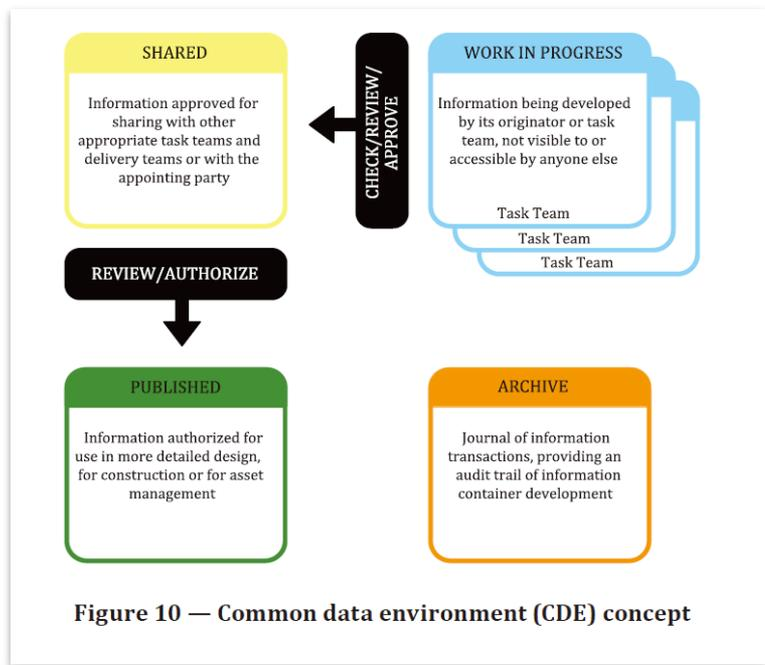 SHARED
Information approved for
sharing with other
appropriate task teams and
delivery teams or with the
appointing party
CHECK/REVIEW/
APPROVE
WORK IN PROGRESS
Information being developed
by its originator or task
team, not visible to or
accessible by anyone else
Task Team
Task Team
Task Team
REVIEW/AUTHORIZE
PUBLISHED
Information authorized for
use in more detailed design,
for construction or for asset
management
ARCHIVE
Journal of information
transactions, providing an
audit trail of information
container development
Figure 10 — Common data environment (CDE) concept